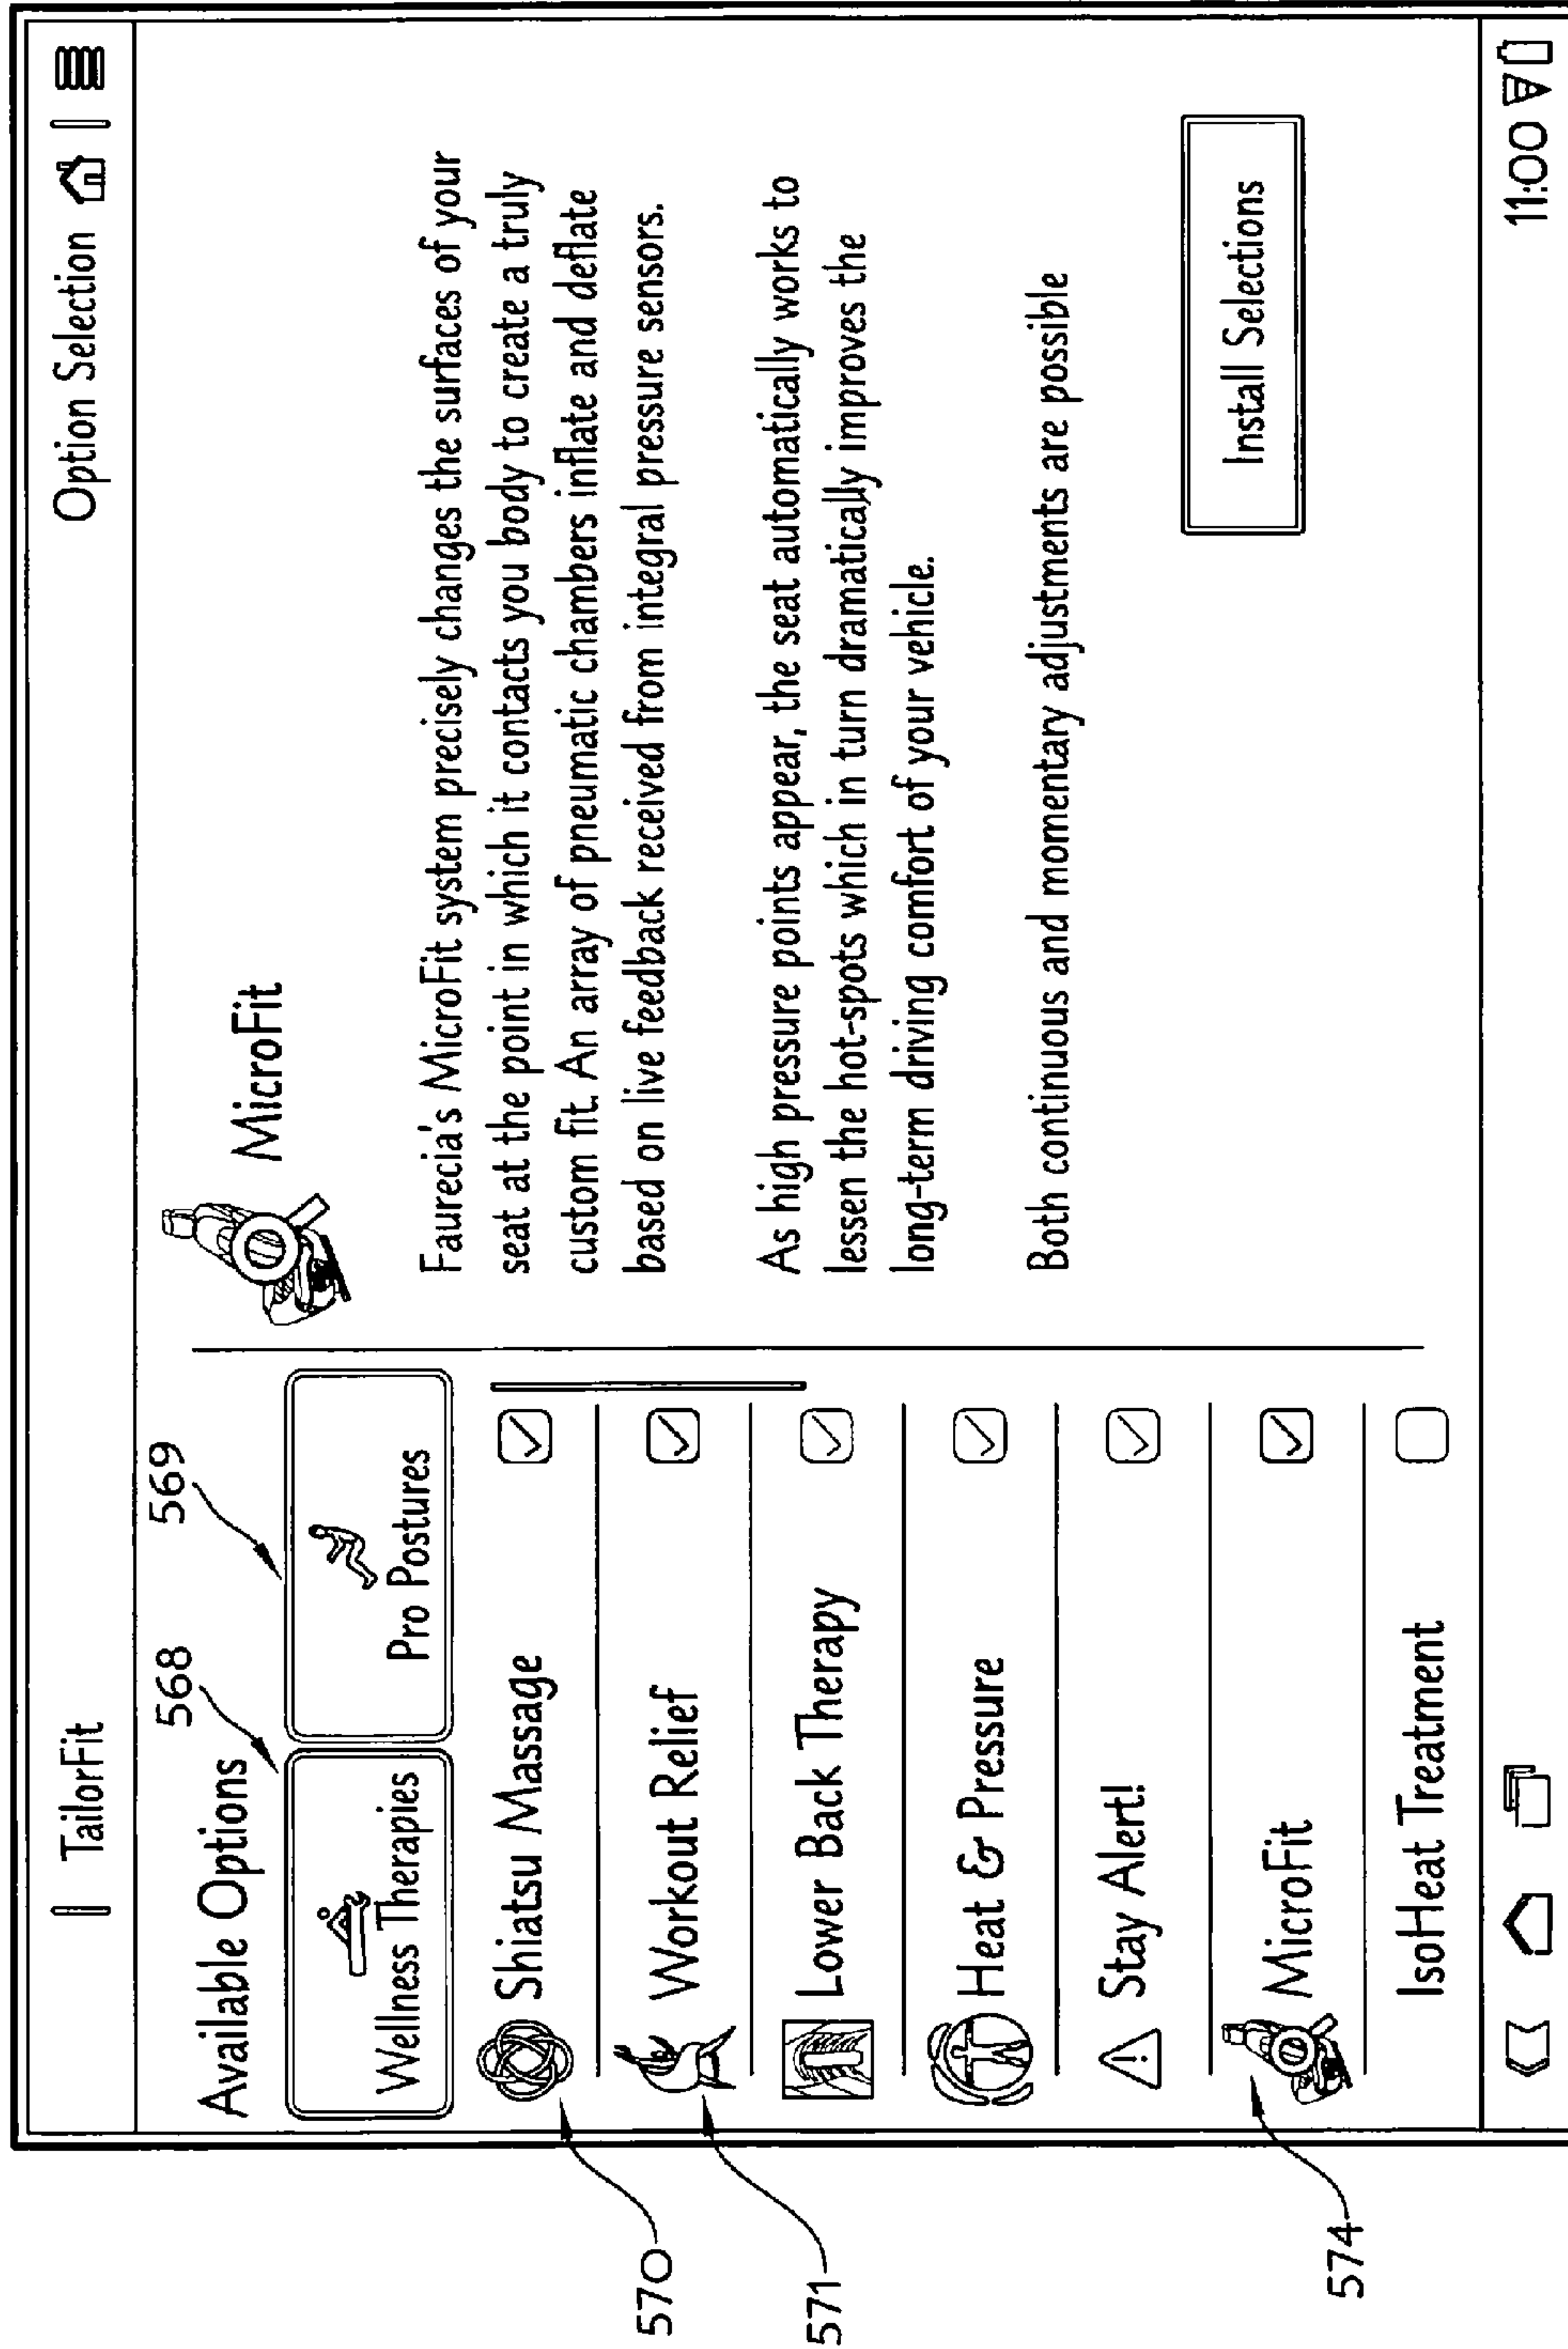 TailorFit
Option Selection
Available Options
568
569
Wellness Therapies
Pro Postures
570
Shiatsu Massage
571
Workout Relief
Lower Back Therapy
Heat & Pressure
Stay Alert!
574
MicroFit
IsoHeat Treatment
MicroFit
Faurecia's MicroFit system precisely changes the surfaces of your
seat at the point in which it contacts you body to create a truly
custom fit. An array of pneumatic chambers inflate and deflate
based on live feedback received from integral pressure sensors.
As high pressure points appear, the seat automatically works to
lessen the hot-spots which in turn dramatically improves the
long-term driving comfort of your vehicle.
Both continuous and momentary adjustments are possible
Install Selections
11:00